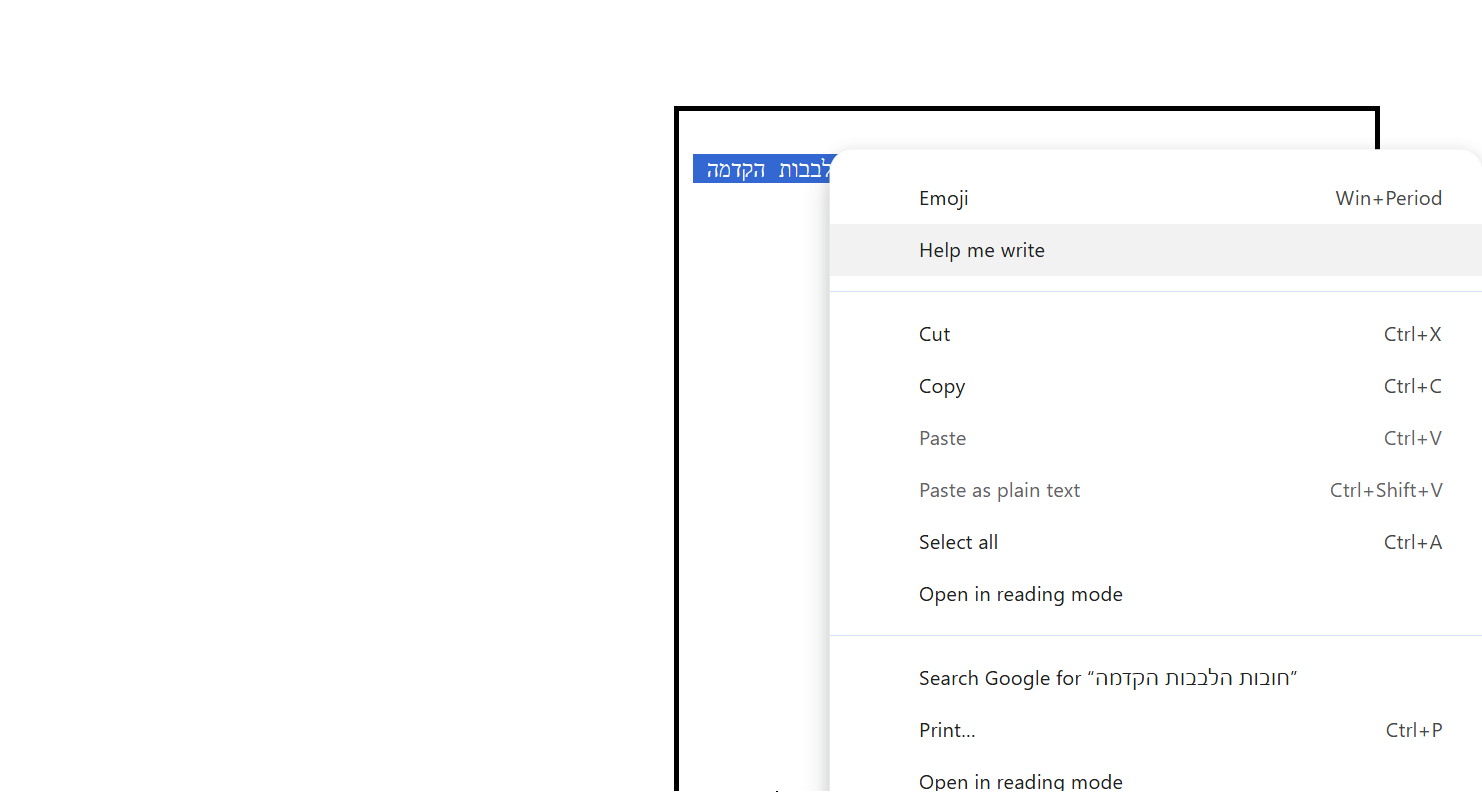 הלבבות הקדמה
Emoji Win+Period
Help me write
Cut Ctrl+X
Copy Ctrl+C
Paste Ctrl+V
Paste as plain text Ctrl+Shift+V
Select all Ctrl+A
Open in reading mode
Search Google for “חובות הלבבות הקדמה”
Print... Ctrl+P
Open in reading mode